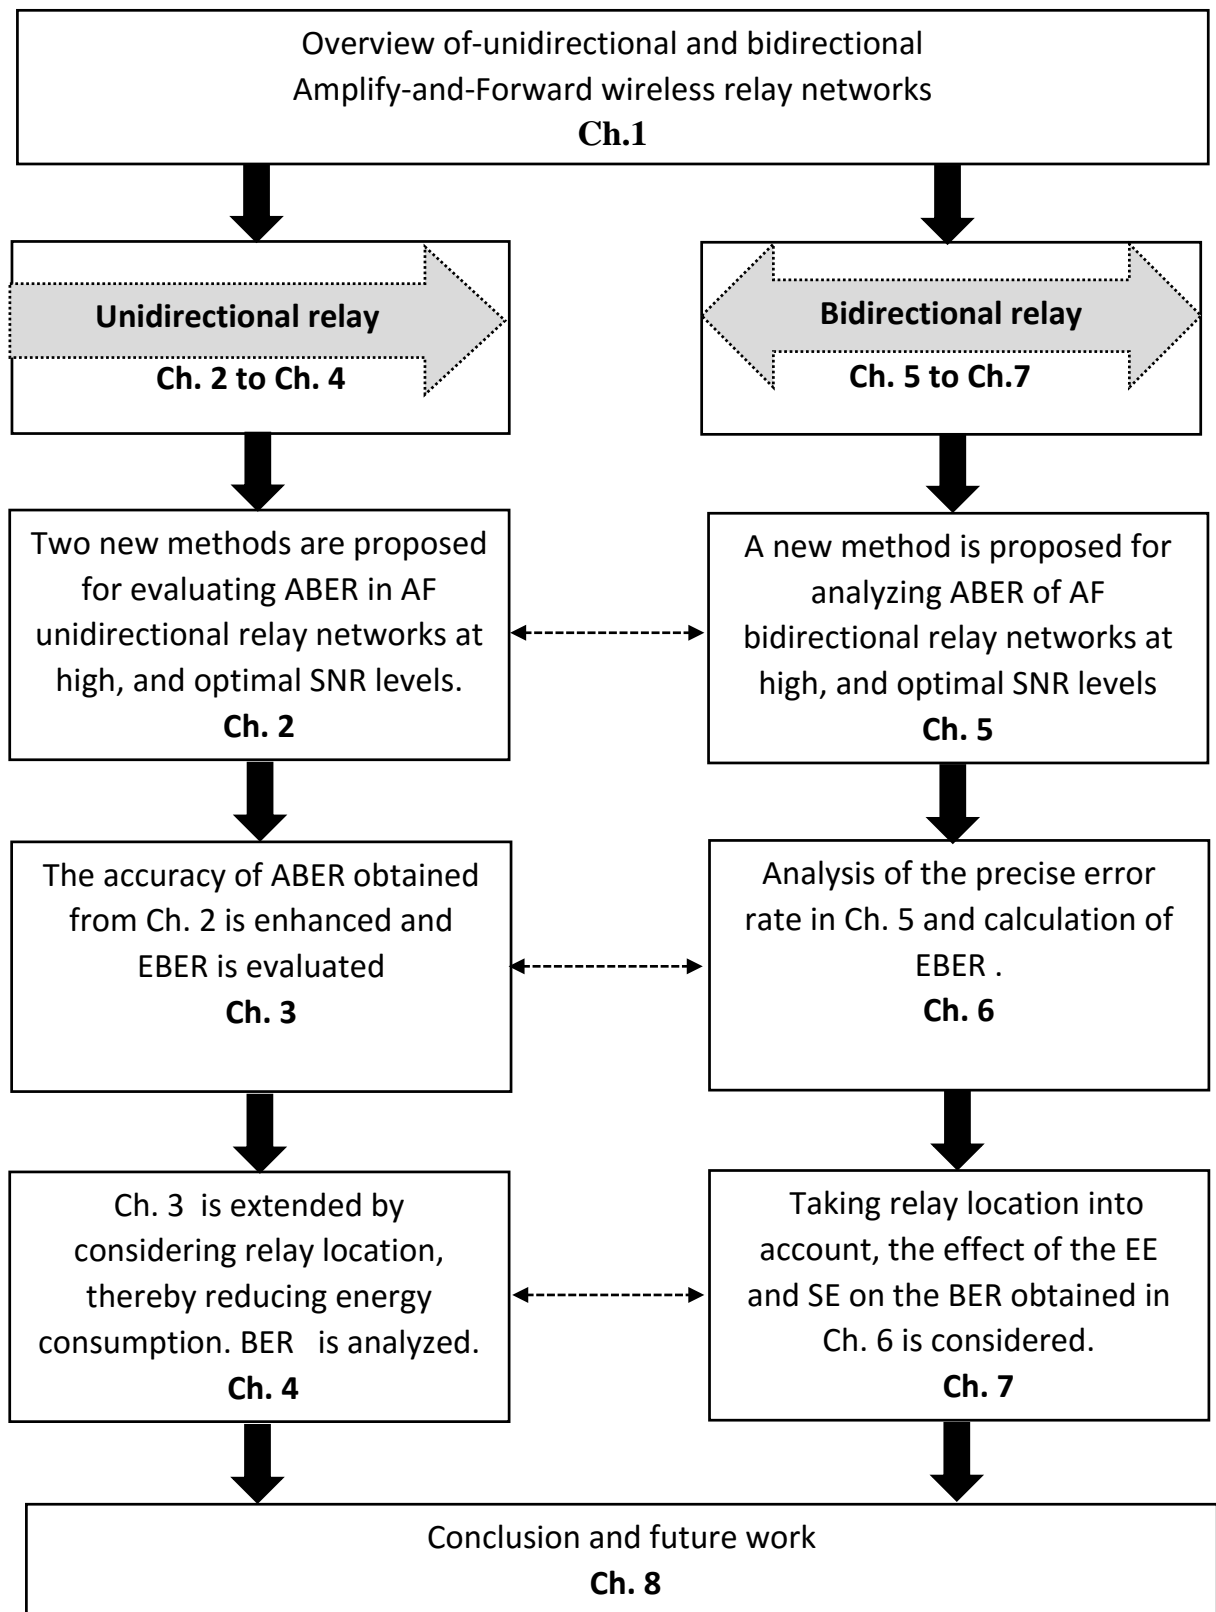 Overview of-unidirectional and bidirectional
Amplify-and-Forward wireless relay networks
Ch.1
Unidirectional relay
Ch. 2 to Ch. 4
Bidirectional relay
Ch. 5 to Ch.7
Two new methods are proposed
for evaluating ABER in AF
unidirectional relay networks at
high, and optimal SNR levels.
Ch. 2
A new method is proposed for
analyzing ABER of AF
bidirectional relay networks at
high, and optimal SNR levels
Ch. 5
The accuracy of ABER obtained
from Ch. 2 is enhanced and
EBER is evaluated
Ch. 3
Analysis of the precise error
rate in Ch. 5 and calculation of
EBER .
Ch. 6
Ch. 3  is extended by
considering relay location,
thereby reducing energy
consumption. BER   is analyzed.
Ch. 4
Taking relay location into
account, the effect of the EE
and SE on the BER obtained in
Ch. 6 is considered.
Ch. 7
Conclusion and future work
Ch. 8